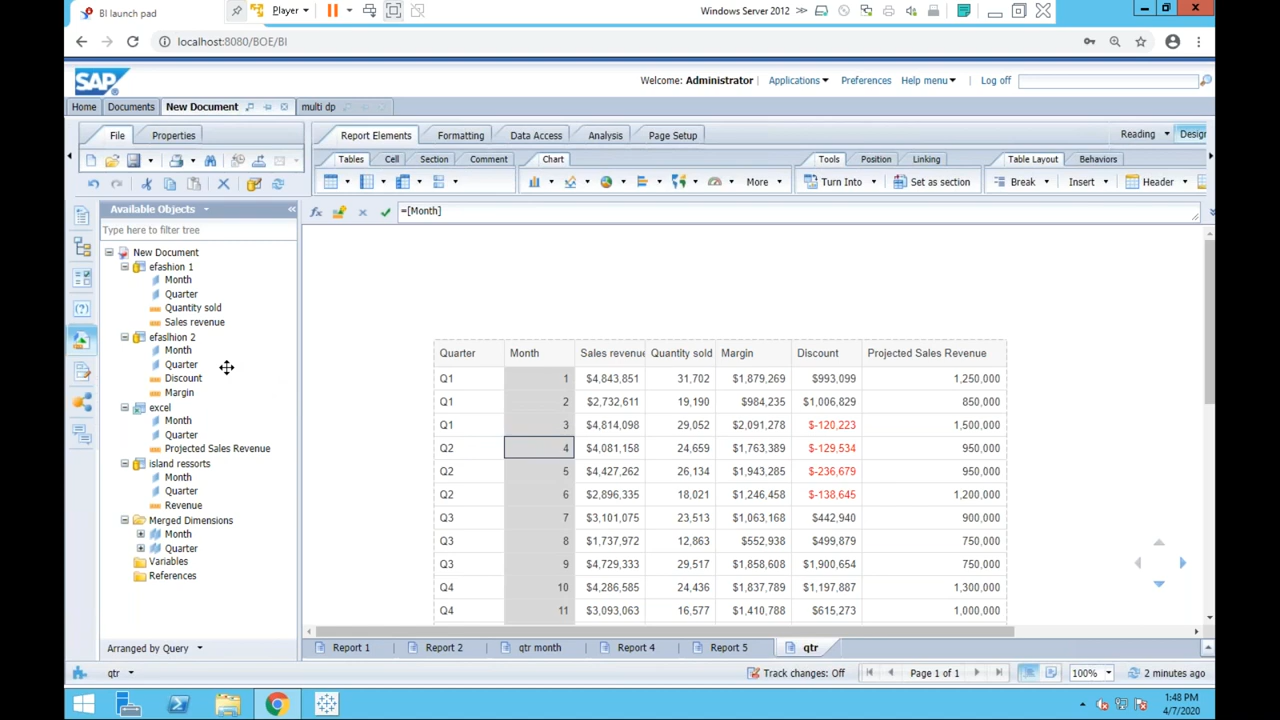 BI launch pad
Player
Windows Server 2012
localhost:8080/BOE/BI
SAP
Welcome: Administrator
Applications
Preferences
Help menu
Log off
Home
Documents
New Document
multi dp
File
Properties
Report Elements
Formatting
Data Access
Analysis
Page Setup
Reading
Desig
Tables
Cell
Section
Comment
Chart
Tools
Position
Linking
Table Layout
Behaviors
More
Turn Into
Set as section
Break
Insert
Header
Available Objects
=[Month]
Type here to filter tree
New Document
efashion 1
Month
Quarter
Quantity sold
Sales revenue
efaslhion 2
Month
Quarter
Discount
Margin
excel
Month
Quarter
Projected Sales Revenue
island ressorts
Month
Quarter
Revenue
Merged Dimensions
Month
Quarter
Variables
References
Arranged by Query
Quarter Month Sales revenue Quantity sold Margin Discount Projected Sales Revenue
Q1 1 $4,843,851 31,702 $1,879,269 $993,099 1,250,000
Q1 2 $2,732,611 19,190 $984,235 $1,006,829 850,000
Q1 3 $4,814,098 29,052 $2,091,278 $-120,223 1,500,000
Q2 4 $4,081,158 24,659 $1,763,389 $-129,534 950,000
Q2 5 $4,427,262 26,134 $1,943,285 $-236,679 950,000
Q2 6 $2,896,335 18,021 $1,246,458 $-138,645 1,200,000
Q3 7 $3,101,075 23,513 $1,063,168 $442,940 900,000
Q3 8 $1,737,972 12,863 $552,938 $499,879 750,000
Q3 9 $4,729,333 29,517 $1,858,608 $1,900,654 750,000
Q4 10 $4,286,585 24,436 $1,837,789 $1,197,887 1,300,000
Q4 11 $3,093,063 16,577 $1,410,788 $615,273 1,000,000
Report 1
Report 2
qtr month
Report 4
Report 5
qtr
qtr
Track changes: Off
Page 1 of 1
100%
2 minutes ago
1:48 PM
4/7/2020